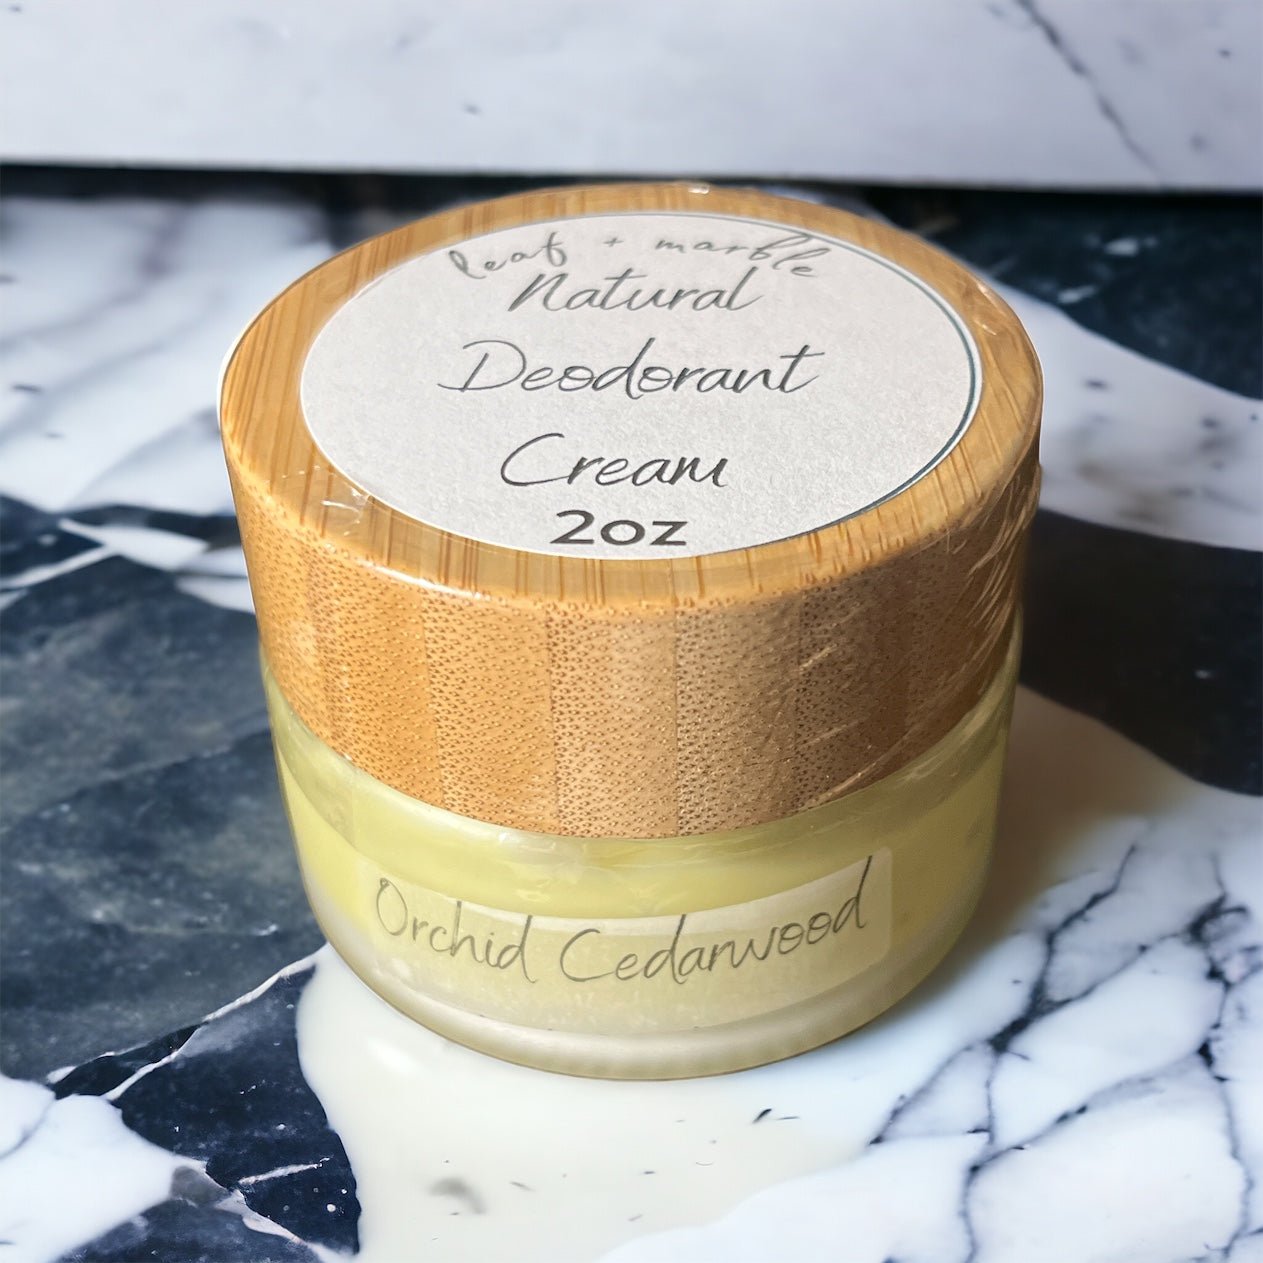 leaf + marble
Natural
Deodorant
Cream
2oz
Orchid Cedarwood